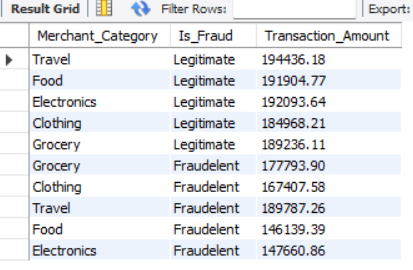 Result Grid Filter Rows: Export:
Merchant_Category Is_Fraud Transaction_Amount
Travel Legitimate 194436.18
Food Legitimate 191904.77
Electronics Legitimate 192093.64
Clothing Legitimate 184968.21
Grocery Legitimate 189236.11
Grocery Fraudelent 177793.90
Clothing Fraudelent 167407.58
Travel Fraudelent 189787.26
Food Fraudelent 146139.39
Electronics Fraudelent 147660.86